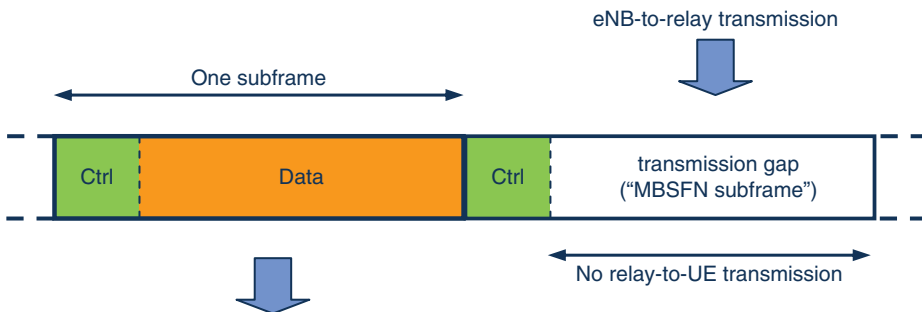 eNB-to-relay transmission
One subframe
Ctrl
Data
Ctrl
transmission gap
(“MBSFN subframe”)
No relay-to-UE transmission